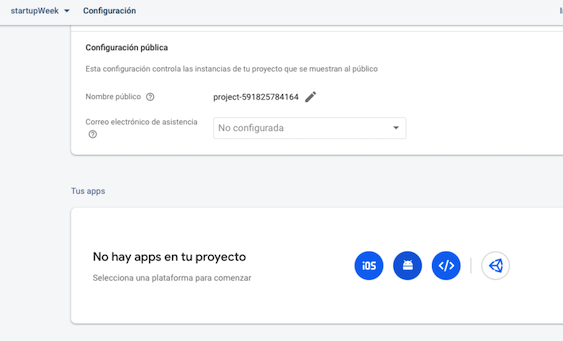 startupWeek Configuración
Configuración pública
Esta configuración controla las instancias de tu proyecto que se muestran al público
Nombre público project-591825784164
Correo electrónico de asistencia No configurada
Tus apps
No hay apps en tu proyecto
Selecciona una plataforma para comenzar
iOS